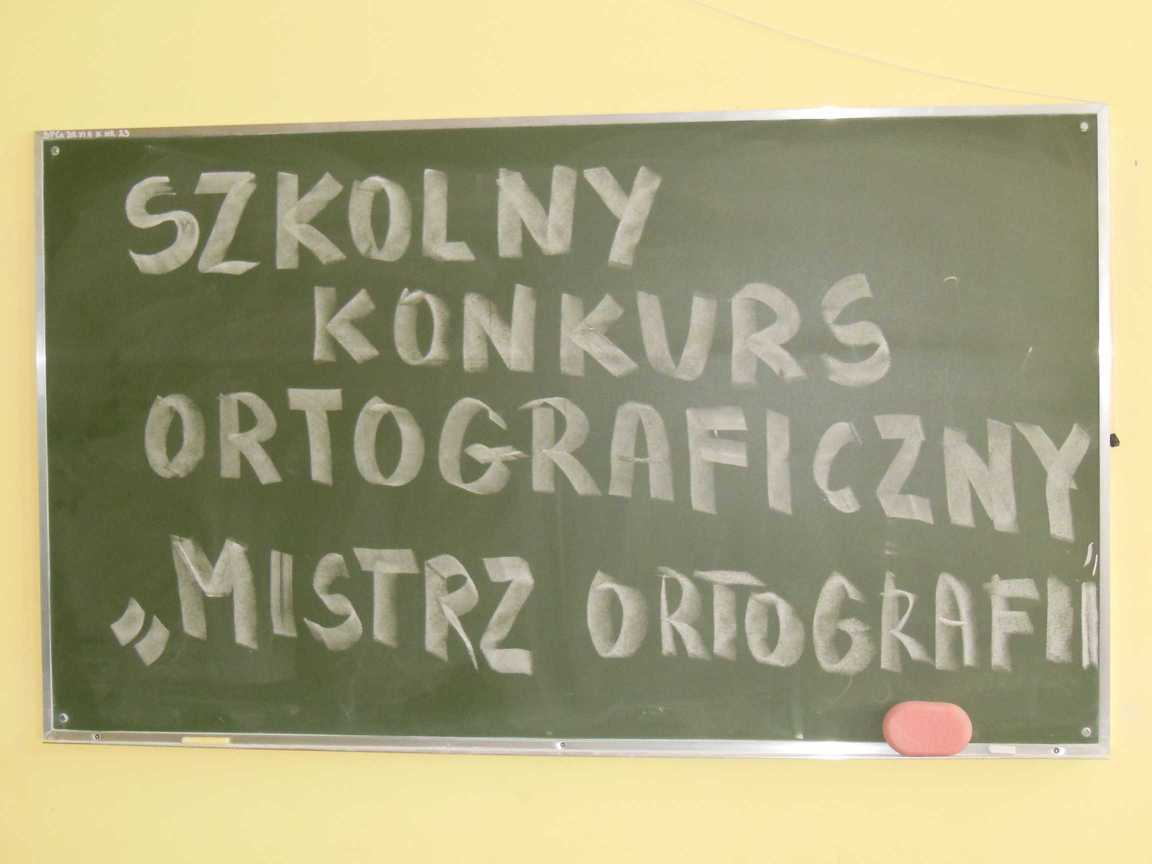 SZKOLNY
KONKURS
ORTOGRAFICZNY
„MISTRZ ORTOGRAFII"